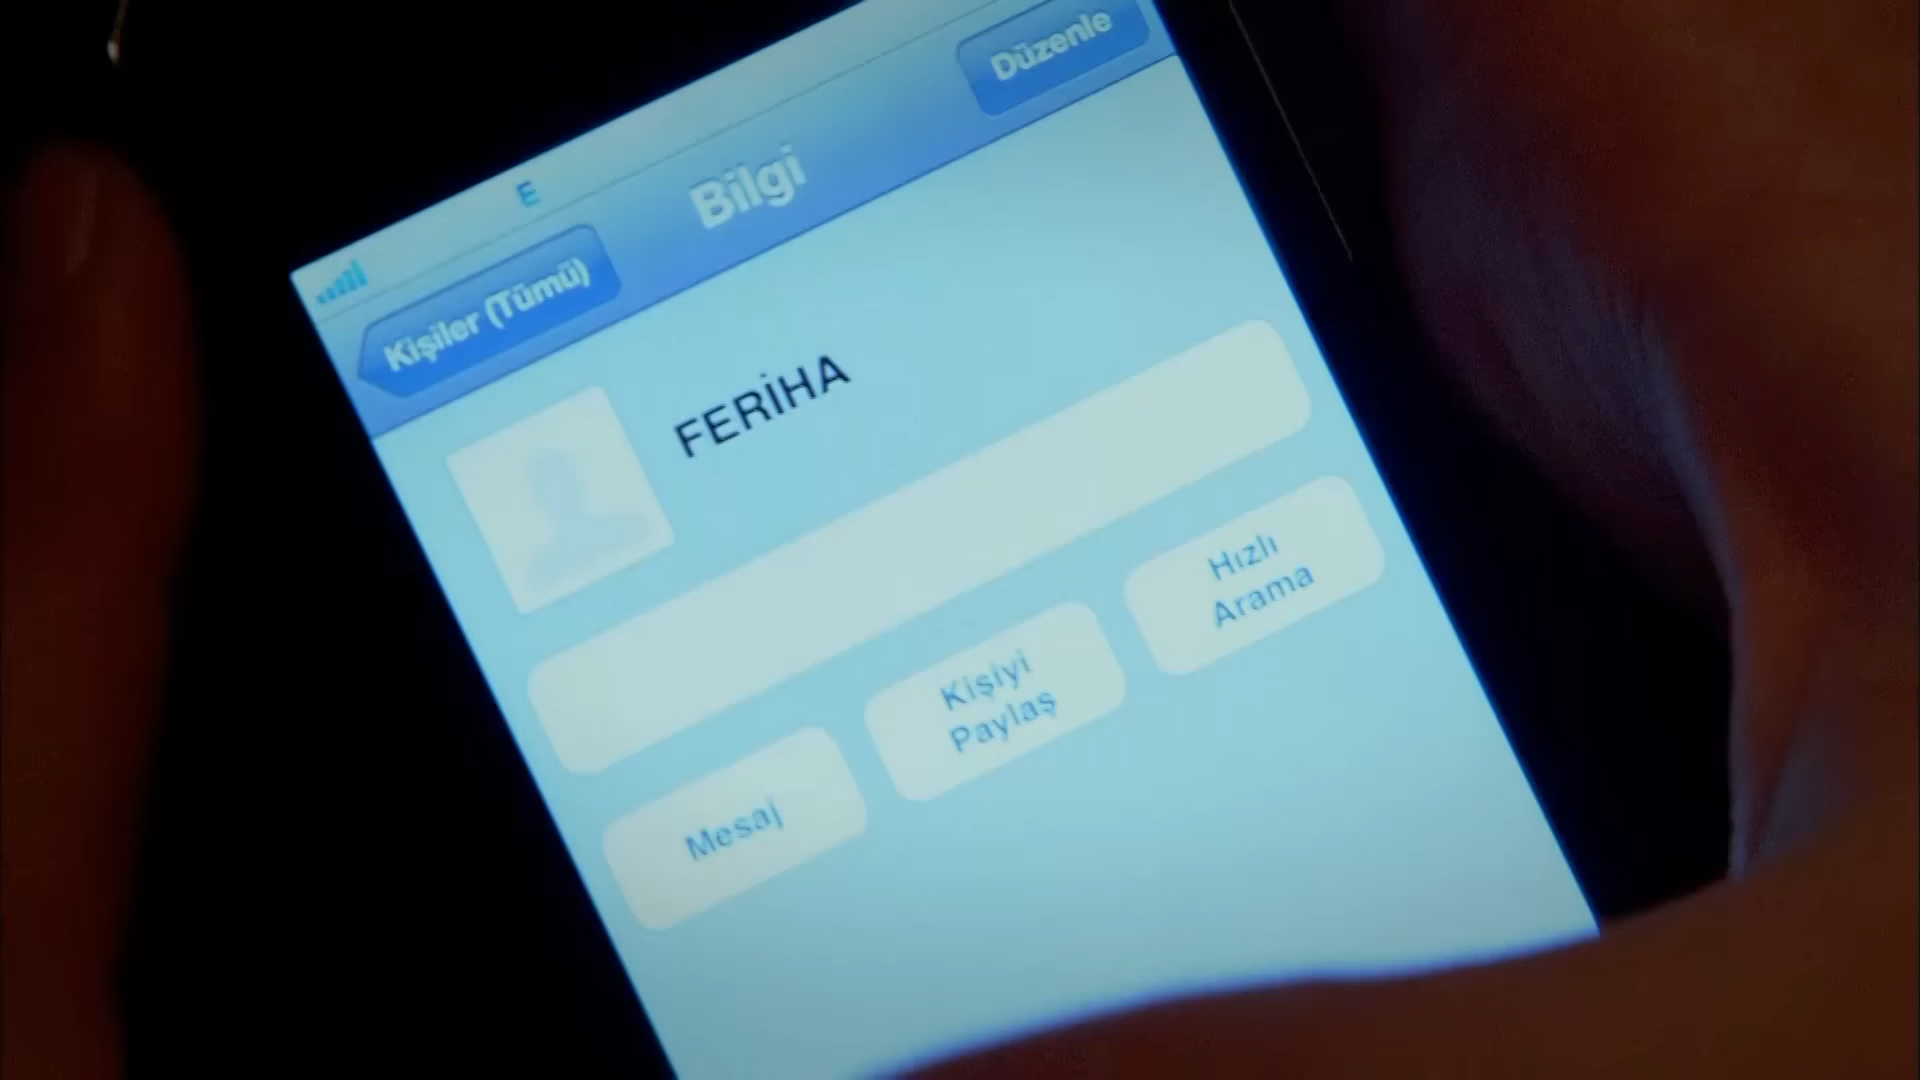 E
Kişiler (Tümü)
Bilgi
Düzenle
FERİHA
Mesaj
Kişiyi
Paylaş
Hızlı
Arama